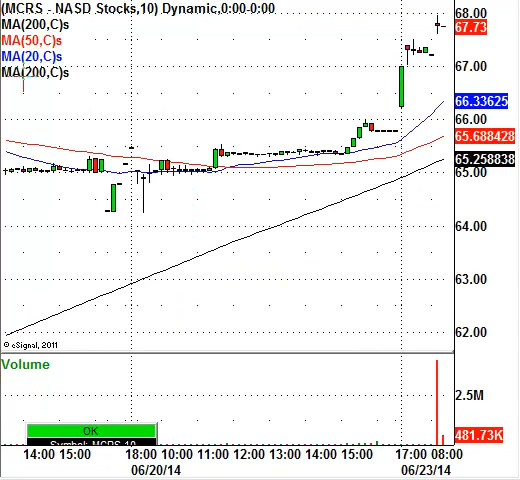 (MCRS - NASD Stocks,10) Dynamic,0:00-0:00
MA(200,C)s
MA(50,C)s
MA(20,C)s
MA(200,C)s
68.00
67.73
67.00
66.33625
66.00
65.688428
65.258838
65.00
64.00
63.00
62.00
© eSignal, 2011
Volume
2.5M
481.73K
OK
Symbol: MCRS,10
14:00 15:00 18:00 10:00 11:00 12:00 13:00 14:00 15:00 17:00 08:00
06/20/14 06/23/14